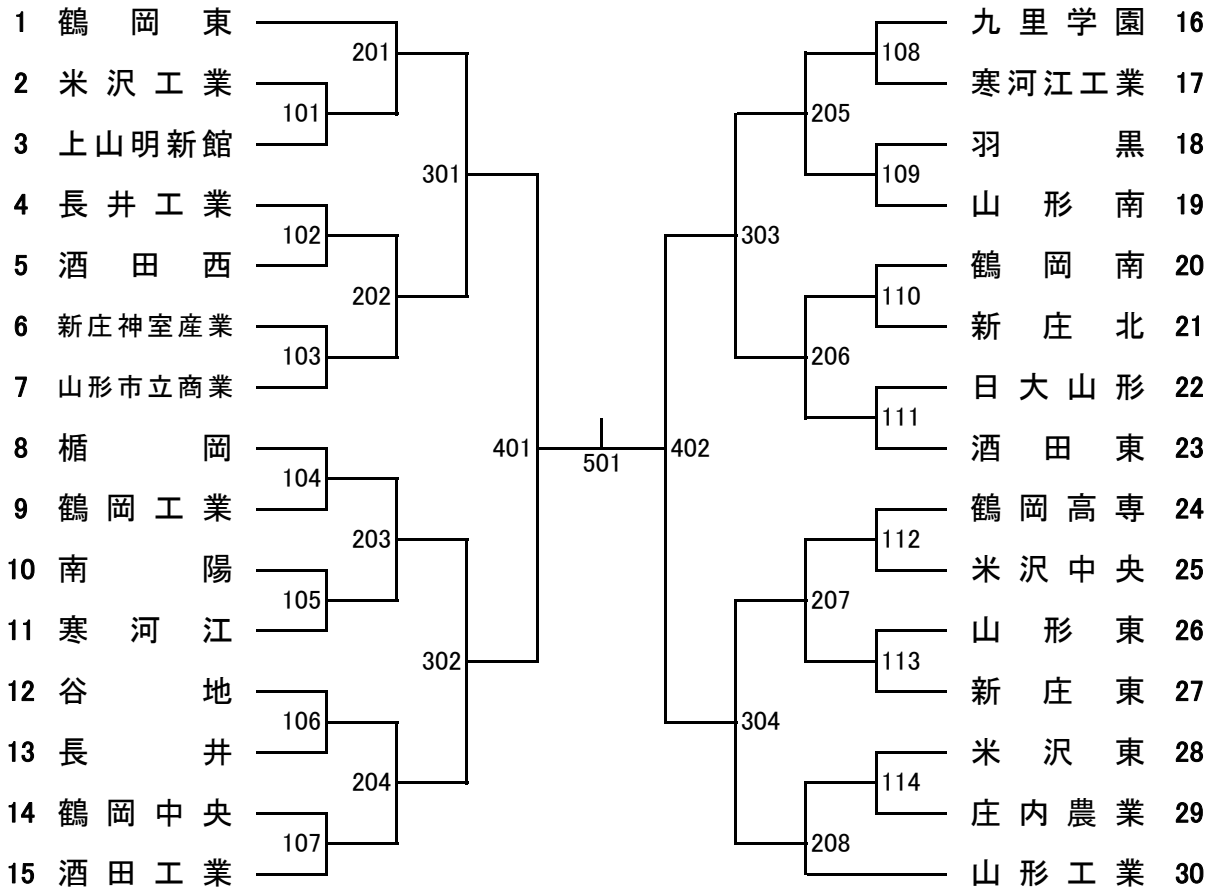 1 鶴岡東
201
2 米沢工業
101
3 上山明新館
301
4 長井工業
102
5 酒田西
202
6 新庄神室産業
103
7 山形市立商業
401
8 楯岡
104
9 鶴岡工業
203
10 南陽
105
11 寒河江
302
12 谷地
106
13 長井
204
14 鶴岡中央
107
15 酒田工業
501
九里学園 16
108
寒河江工業 17
205
羽黒 18
109
山形南 19
303
鶴岡南 20
110
新庄北 21
206
日大山形 22
111
酒田東 23
402
鶴岡高専 24
112
米沢中央 25
207
山形東 26
113
新庄東 27
304
米沢東 28
114
庄内農業 29
208
山形工業 30